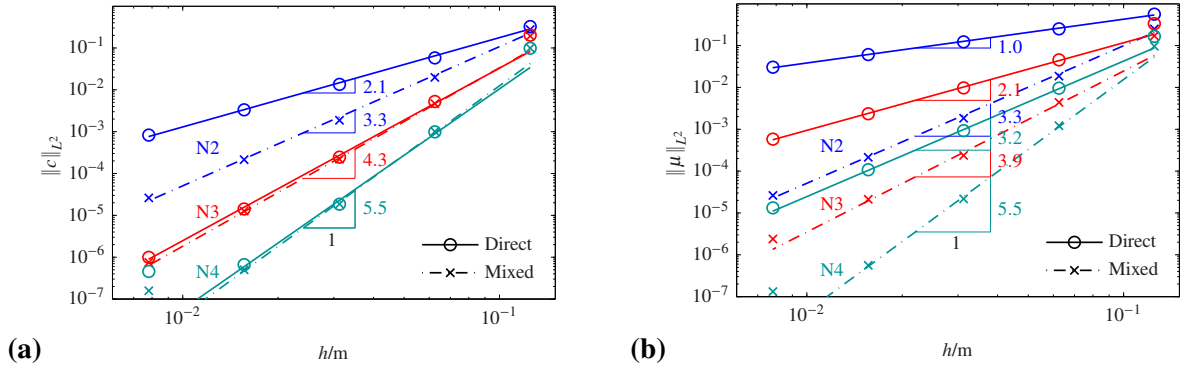 10⁻¹
10⁻²
10⁻³
10⁻⁴
10⁻⁵
10⁻⁶
10⁻⁷
‖c‖_{L²}
2.1
3.3
4.3
5.5
1
N2
N3
N4
Direct
Mixed
10⁻²
10⁻¹
h/m
(a)
10⁻¹
10⁻²
10⁻³
10⁻⁴
10⁻⁵
10⁻⁶
10⁻⁷
‖μ‖_{L²}
1.0
2.1
3.3
3.2
3.9
5.5
1
N2
N3
N4
Direct
Mixed
10⁻²
10⁻¹
h/m
(b)